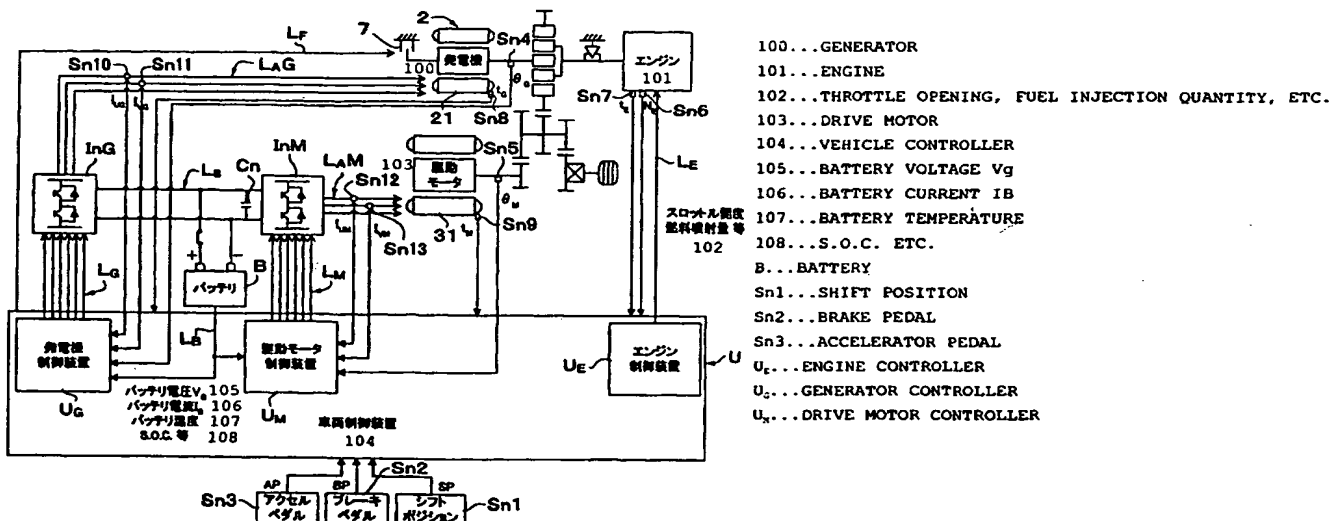 LF
7
2
Sn4
Sn10
Sn11
LAG
100
発電機
エンジン
101
θG
Sn7
Sn6
tE
NE
iUG
iVG
tG
21
Sn8
InG
InM
LS
Cn
LAM
103
Sn5
駆動
モータ
Sn12
θM
LE
iUM
iVM
31
Sn9
Sn13
tM
スロットル開度
燃料噴射量 等
102
+
-
B
バッテリ
LG
LM
LB
発電機
制御装置
駆動モータ
制御装置
エンジン
制御装置
UE
U
UG
UM
バッテリ電圧VB 105
バッテリ電流IB 106
バッテリ温度 107
S.O.C. 等 108
車両制御装置
104
Sn2
AP
BP
SP
Sn3
アクセル
ペダル
ブレーキ
ペダル
シフト
ポジション
Sn1
100...GENERATOR
101...ENGINE
102...THROTTLE OPENING, FUEL INJECTION QUANTITY, ETC.
103...DRIVE MOTOR
104...VEHICLE CONTROLLER
105...BATTERY VOLTAGE Vg
106...BATTERY CURRENT IB
107...BATTERY TEMPERATURE
108...S.O.C. ETC.
B...BATTERY
Sn1...SHIFT POSITION
Sn2...BRAKE PEDAL
Sn3...ACCELERATOR PEDAL
UE...ENGINE CONTROLLER
UG...GENERATOR CONTROLLER
UM...DRIVE MOTOR CONTROLLER